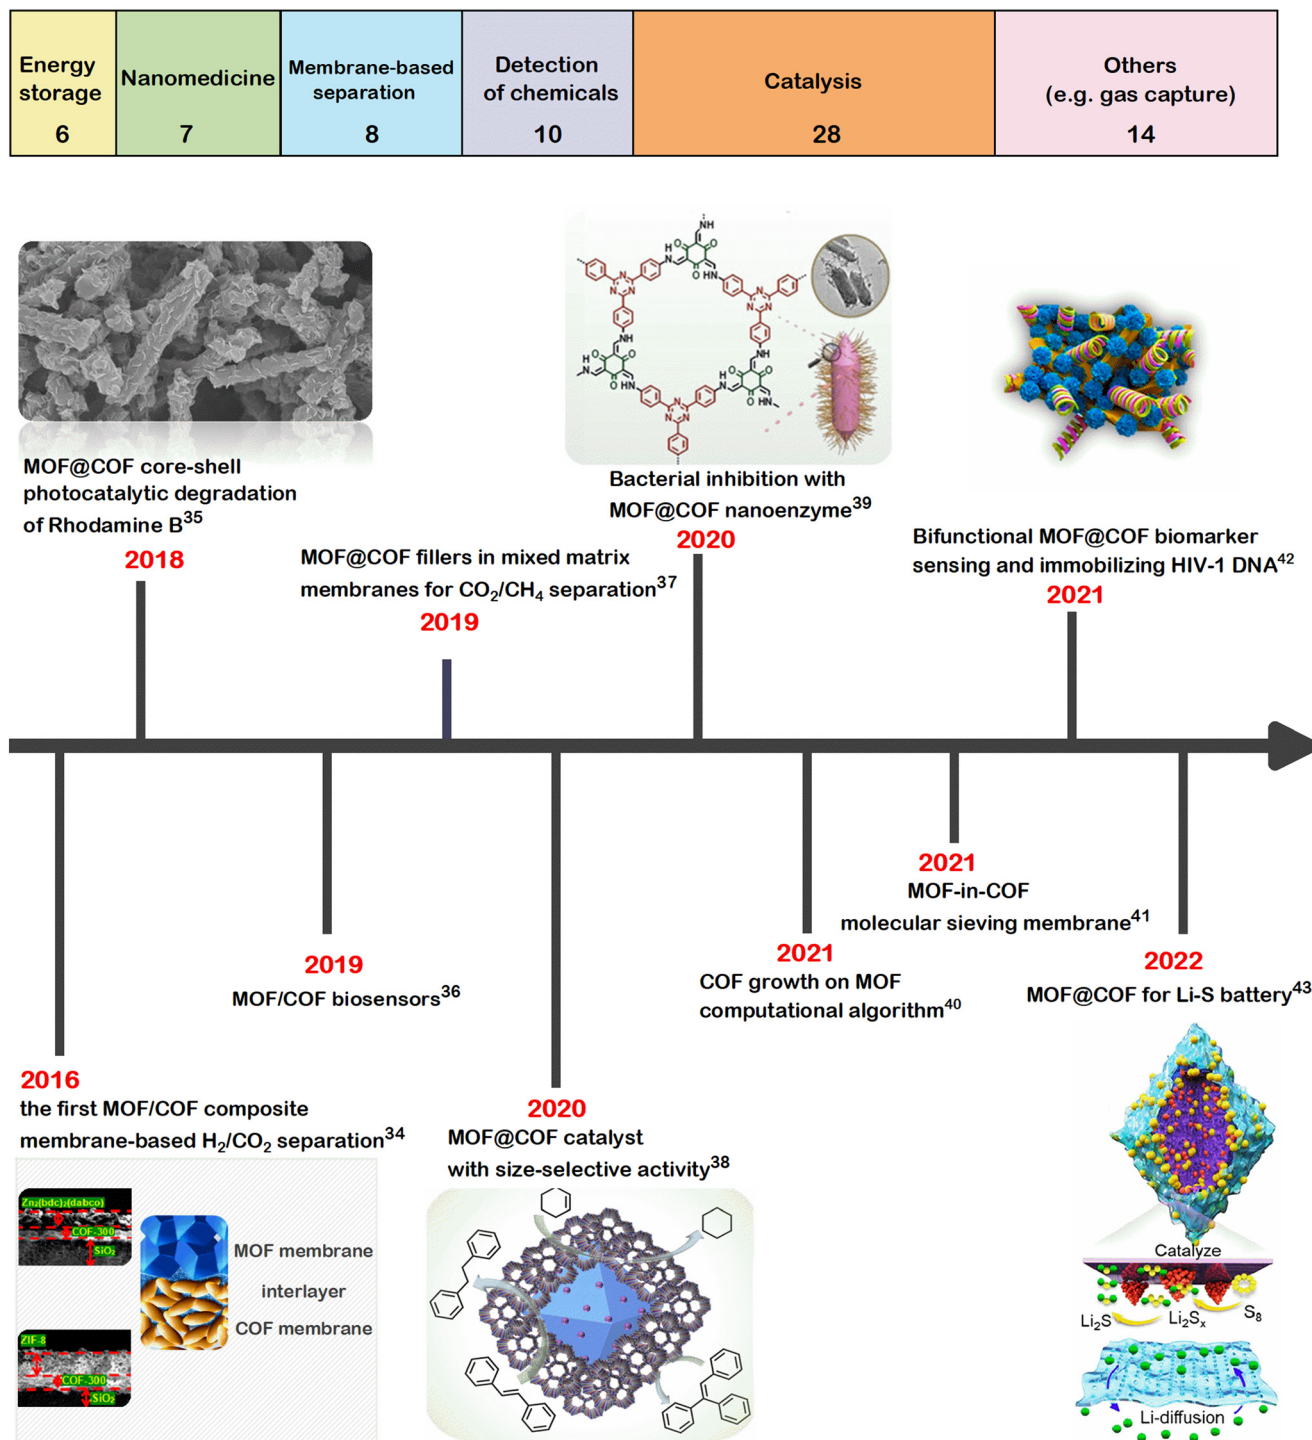 Energy
storage
6
Nanomedicine
7
Membrane-based
separation
8
Detection
of chemicals
10
Catalysis
28
Others
(e.g. gas capture)
14
MOF@COF core-shell
photocatalytic degradation
of Rhodamine B35
2018
MOF@COF fillers in mixed matrix
membranes for CO2/CH4 separation37
2019
Bacterial inhibition with
MOF@COF nanoenzyme39
2020
Bifunctional MOF@COF biomarker
sensing and immobilizing HIV-1 DNA42
2021
2016
the first MOF/COF composite
membrane-based H2/CO2 separation34
Zn2(bdc)2(dabco)
COF-300
SiO2
ZIF-8
COF-300
SiO2
MOF membrane
interlayer
COF membrane
2019
MOF/COF biosensors36
2020
MOF@COF catalyst
with size-selective activity38
2021
COF growth on MOF
computational algorithm40
2021
MOF-in-COF
molecular sieving membrane41
2022
MOF@COF for Li-S battery43
Catalyze
Li2S
Li2Sx
S8
Li-diffusion